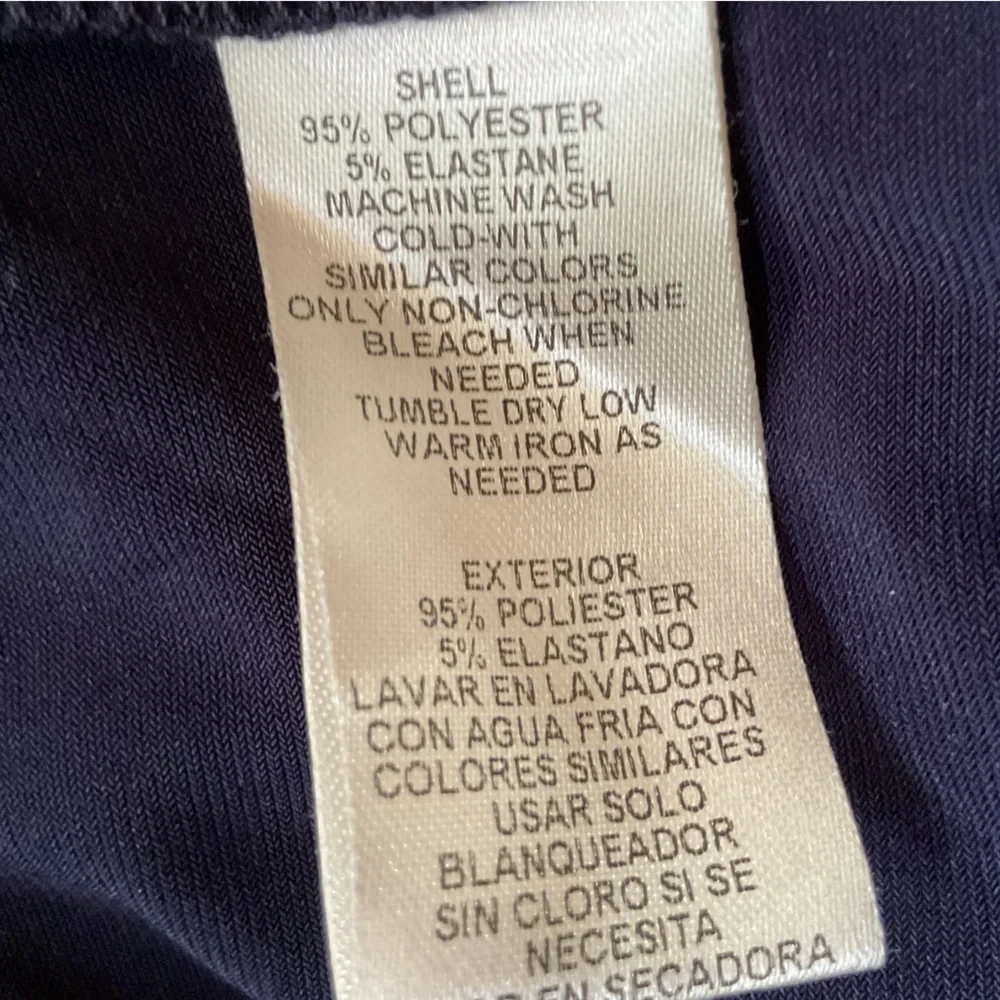 SHELL
95% POLYESTER
5% ELASTANE
MACHINE WASH
COLD-WITH
SIMILAR COLORS
ONLY NON-CHLORINE
BLEACH WHEN
NEEDED
TUMBLE DRY LOW
WARM IRON AS
NEEDED
EXTERIOR
95% POLIESTER
5% ELASTANO
LAVAR EN LAVADORA
CON AGUA FRIA CON
COLORES SIMILARES
USAR SOLO
BLANQUEADOR
SIN CLORO SI SE
NECESITA
EN SECADORA